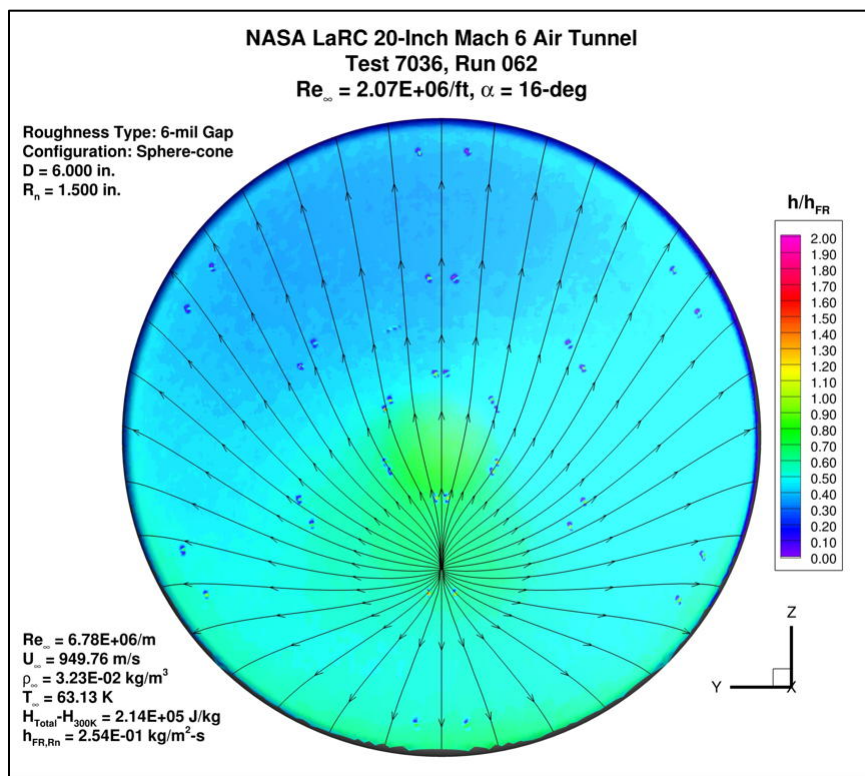 NASA LaRC 20-Inch Mach 6 Air Tunnel
Test 7036, Run 062
Re∞ = 2.07E+06/ft, α = 16-deg
Roughness Type: 6-mil Gap
Configuration: Sphere-cone
D = 6.000 in.
Rn = 1.500 in.
h/hFR
2.00
1.90
1.80
1.70
1.60
1.50
1.40
1.30
1.20
1.10
1.00
0.90
0.80
0.70
0.60
0.50
0.40
0.30
0.20
0.10
0.00
Re∞ = 6.78E+06/m
U∞ = 949.76 m/s
ρ∞ = 3.23E-02 kg/m³
T∞ = 63.13 K
HTotal-H300K = 2.14E+05 J/kg
hFR,Rn = 2.54E-01 kg/m²-s
Z
Y X